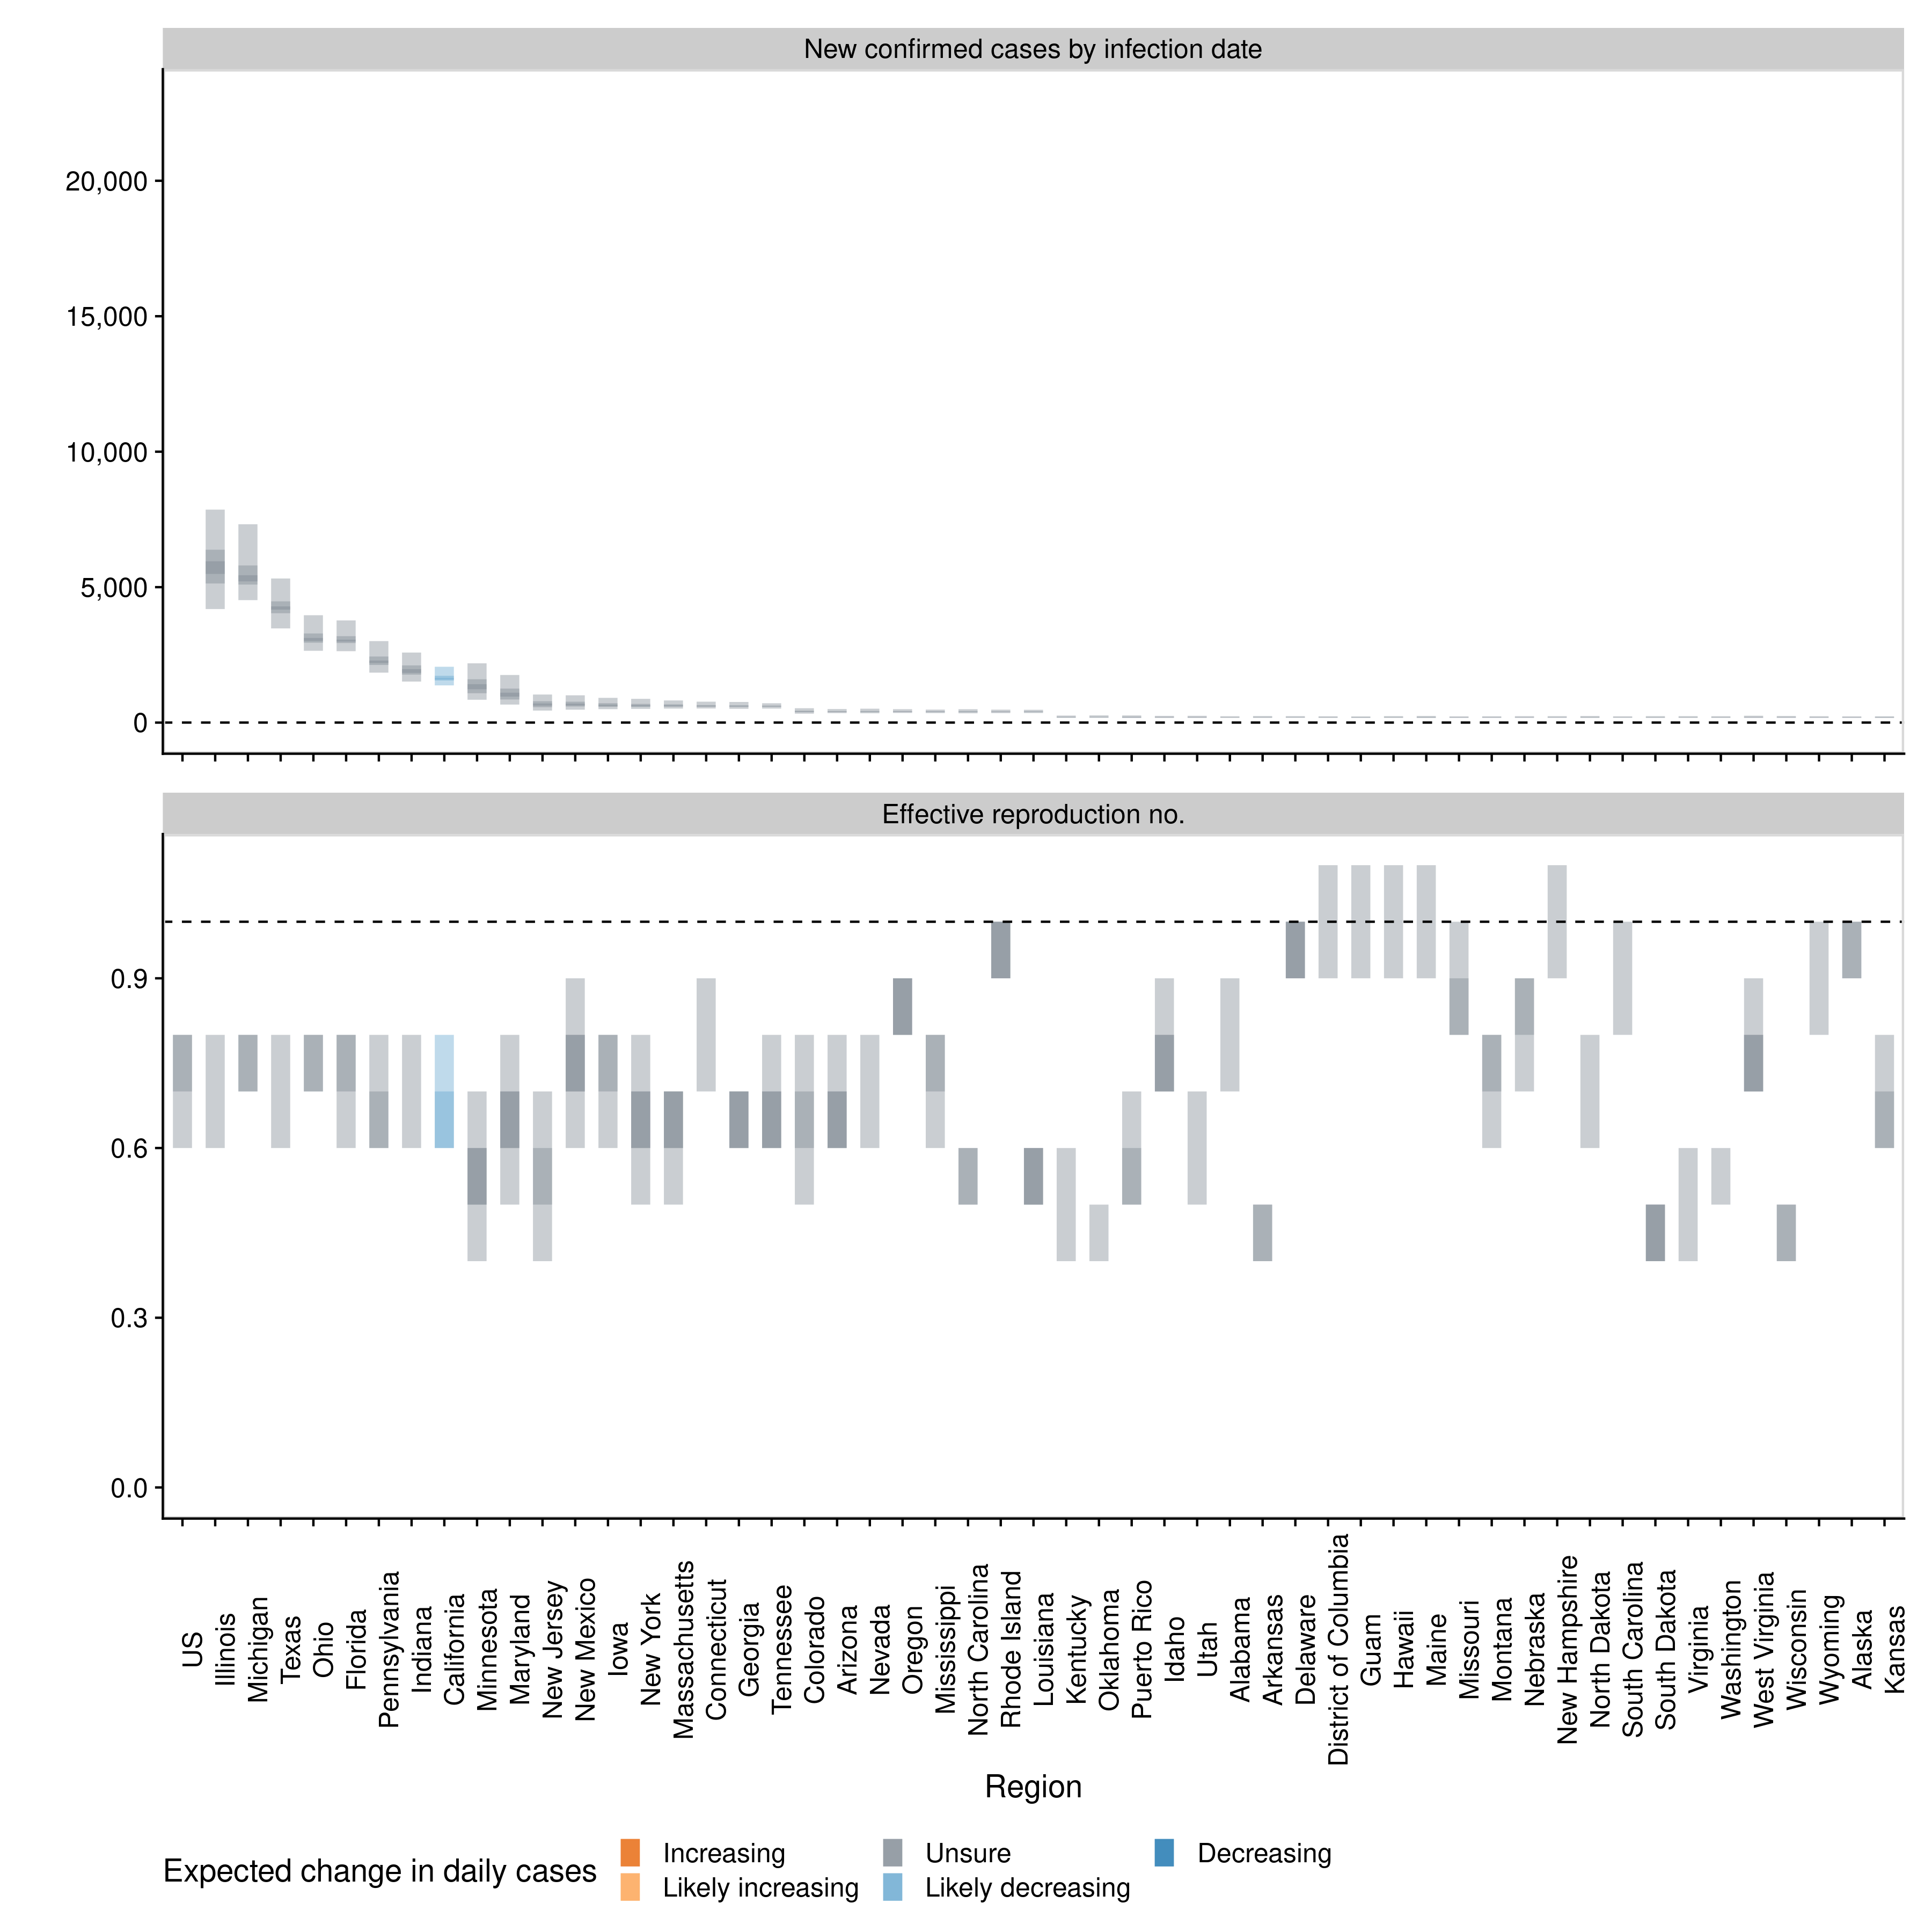 New confirmed cases by infection date
20,000
15,000
10,000
5,000
0
Effective reproduction no.
0.9
0.6
0.3
0.0
US
Illinois
Michigan
Texas
Ohio
Florida
Pennsylvania
Indiana
California
Minnesota
Maryland
New Jersey
New Mexico
Iowa
New York
Massachusetts
Connecticut
Georgia
Tennessee
Colorado
Arizona
Nevada
Oregon
Mississippi
North Carolina
Rhode Island
Louisiana
Kentucky
Oklahoma
Puerto Rico
Idaho
Utah
Alabama
Arkansas
Delaware
District of Columbia
Guam
Hawaii
Maine
Missouri
Montana
Nebraska
New Hampshire
North Dakota
South Carolina
South Dakota
Virginia
Washington
West Virginia
Wisconsin
Wyoming
Alaska
Kansas
Region
Expected change in daily cases
Increasing
Unsure
Decreasing
Likely increasing
Likely decreasing